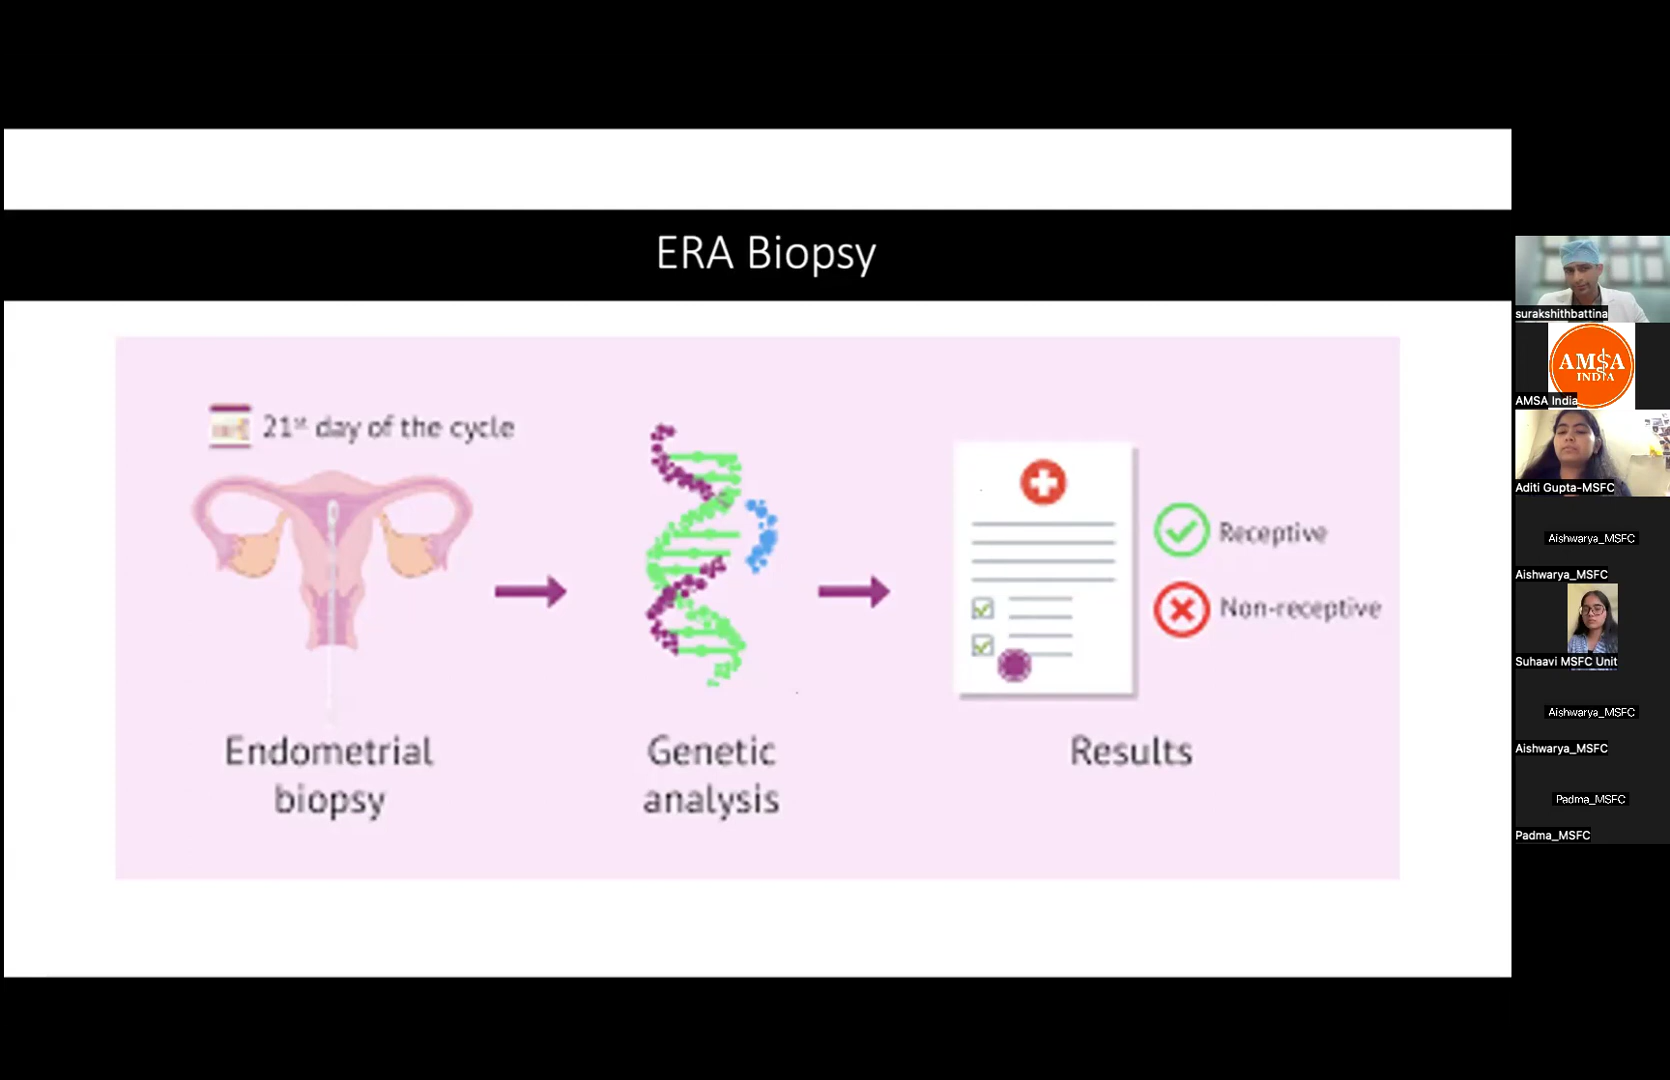 ERA Biopsy
21st day of the cycle
Endometrial
biopsy
Genetic
analysis
Receptive
Non-receptive
Results
surakshithbattina
AMSA
INDIA
AMSA India
Aditi Gupta-MSFC
Aishwarya_MSFC
Aishwarya_MSFC
Suhaavi MSFC Unit
Aishwarya_MSFC
Aishwarya_MSFC
Padma_MSFC
Padma_MSFC